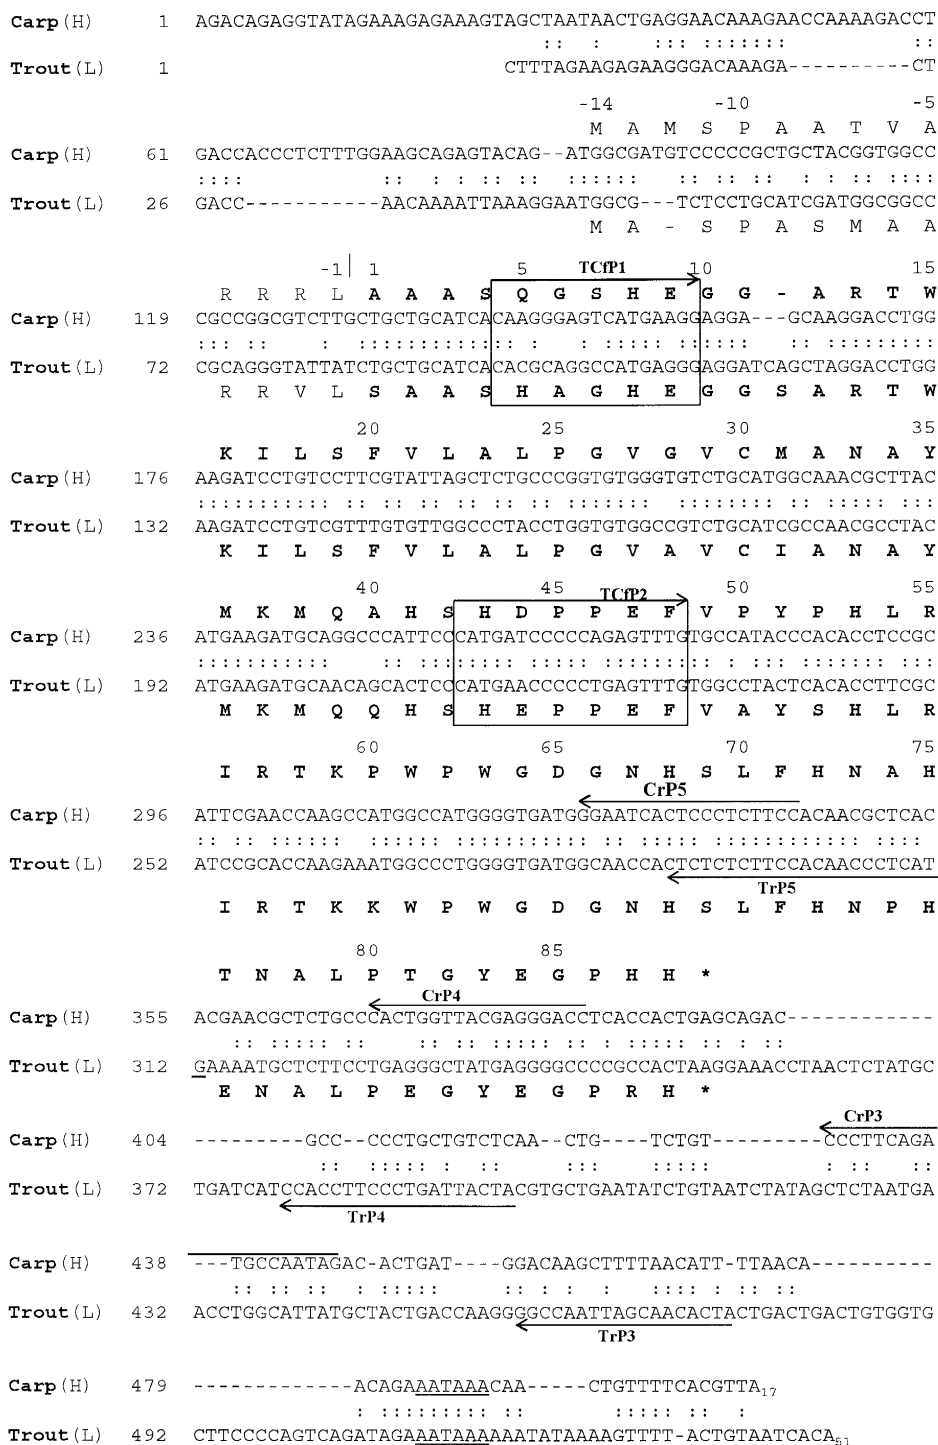 Carp(H) 1 AGACAGAGGTATAGAAAGAGAAAGTAGCTAATAACTGAGGAACAAAGAACCAAAAGACCT
:: : ::: ::::::: ::
Trout(L) 1 CTTTAGAAGAGAAGGGACAAAGA----------CT
-14 -10 -5
M A M S P A A T V A
Carp(H) 61 GACCACCCTCTTTGGAAGCAGAGTACAG--ATGGCGATGTCCCCCGCTGCTACGGTGGCC
:::: :: : :: :: :::::: :: :: :: : : :: ::::
Trout(L) 26 GACC-----------AACAAAATTAAAGGAATGGCG---TCTCCTGCATCGATGGCGGCC
M A - S P A S M A A
-1 1 5 TCfP1 10 15
R R R L A A A S Q G S H E G G - A R T W
Carp(H) 119 CGCCGGCGTCTTGCTGCTGCATCACAAGGGAGTCATGAAGGAGGA---GCAAGGACCTGG
::: :: : :: ::::::::::: :: : :::::: ::::: :: :::::::::
Trout(L) 72 CGCAGGGTATTATCTGCTGCATCACACGCAGGCCATGAGGGAGGATCAGCTAGGACCTGG
R R V L S A A S H A G H E G G S A R T W
20 25 30 35
K I L S F V L A L P G V G V C M A N A Y
Carp(H) 176 AAGATCCTGTCCTTCGTATTAGCTCTGCCCGGTGTGGGTGTCTGCATGGCAAACGCTTAC
Trout(L) 132 AAGATCCTGTCGTTTGTGTTGGCCCTACCTGGTGTGGCCGTCTGCATCGCCAACGCCTAC
K I L S F V L A L P G V A V C I A N A Y
40 45 TCfP2 50 55
M K M Q A H S H D P P E F V P Y P H L R
Carp(H) 236 ATGAAGATGCAGGCCCATTCCCATGATCCCCCAGAGTTTGTGCCATACCCACACCTCCGC
Trout(L) 192 ATGAAGATGCAACAGCACTCCCATGAACCCCCTGAGTTTGTGGCCTACTCACACCTTCGC
M K M Q Q H S H E P P E F V A Y S H L R
60 65 70 75
I R T K P W P W G D G N H S L F H N A H
CrP5
Carp(H) 296 ATTCGAACCAAGCCATGGCCATGGGGTGATGGGAATCACTCCCTCTTCCACAACGCTCAC
Trout(L) 252 ATCCGCACCAAGAAATGGCCCTGGGGTGATGGCAACCACTCTCTCTTCCACAACCCTCAT
TrP5
I R T K K W P W G D G N H S L F H N P H
80 85
T N A L P T G Y E G P H H *
CrP4
Carp(H) 355 ACGAACGCTCTGCCCACTGGTTACGAGGGACCTCACCACTGAGCAGAC------------
Trout(L) 312 GAAAATGCTCTTCCTGAGGGCTATGAGGGGCCCCGCCACTAAGGAAACCTAACTCTATGC
E N A L P E G Y E G P R H *
CrP3
Carp(H) 404 ---------GCC--CCCTGCTGTCTCAA--CTG----TCTGT---------CCCTTCAGA
Trout(L) 372 TGATCATCCACCTTCCCTGATTACTACGTGCTGAATATCTGTAATCTATAGCTCTAATGA
TrP4
Carp(H) 438 ---TGCCAATAGAC-ACTGAT----GGACAAGCTTTTAACATT-TTAACA----------
Trout(L) 432 ACCTGGCATTATGCTACTGACCAAGGGGCCAATTAGCAACACTACTGACTGACTGTGGTG
TrP3
Carp(H) 479 -------------ACAGAAATAAACAA-----CTGTTTTCACGTTA17
Trout(L) 492 CTTCCCCAGTCAGATAGAAATAAAAAATATAAAAGTTTT-ACTGTAATCACA51